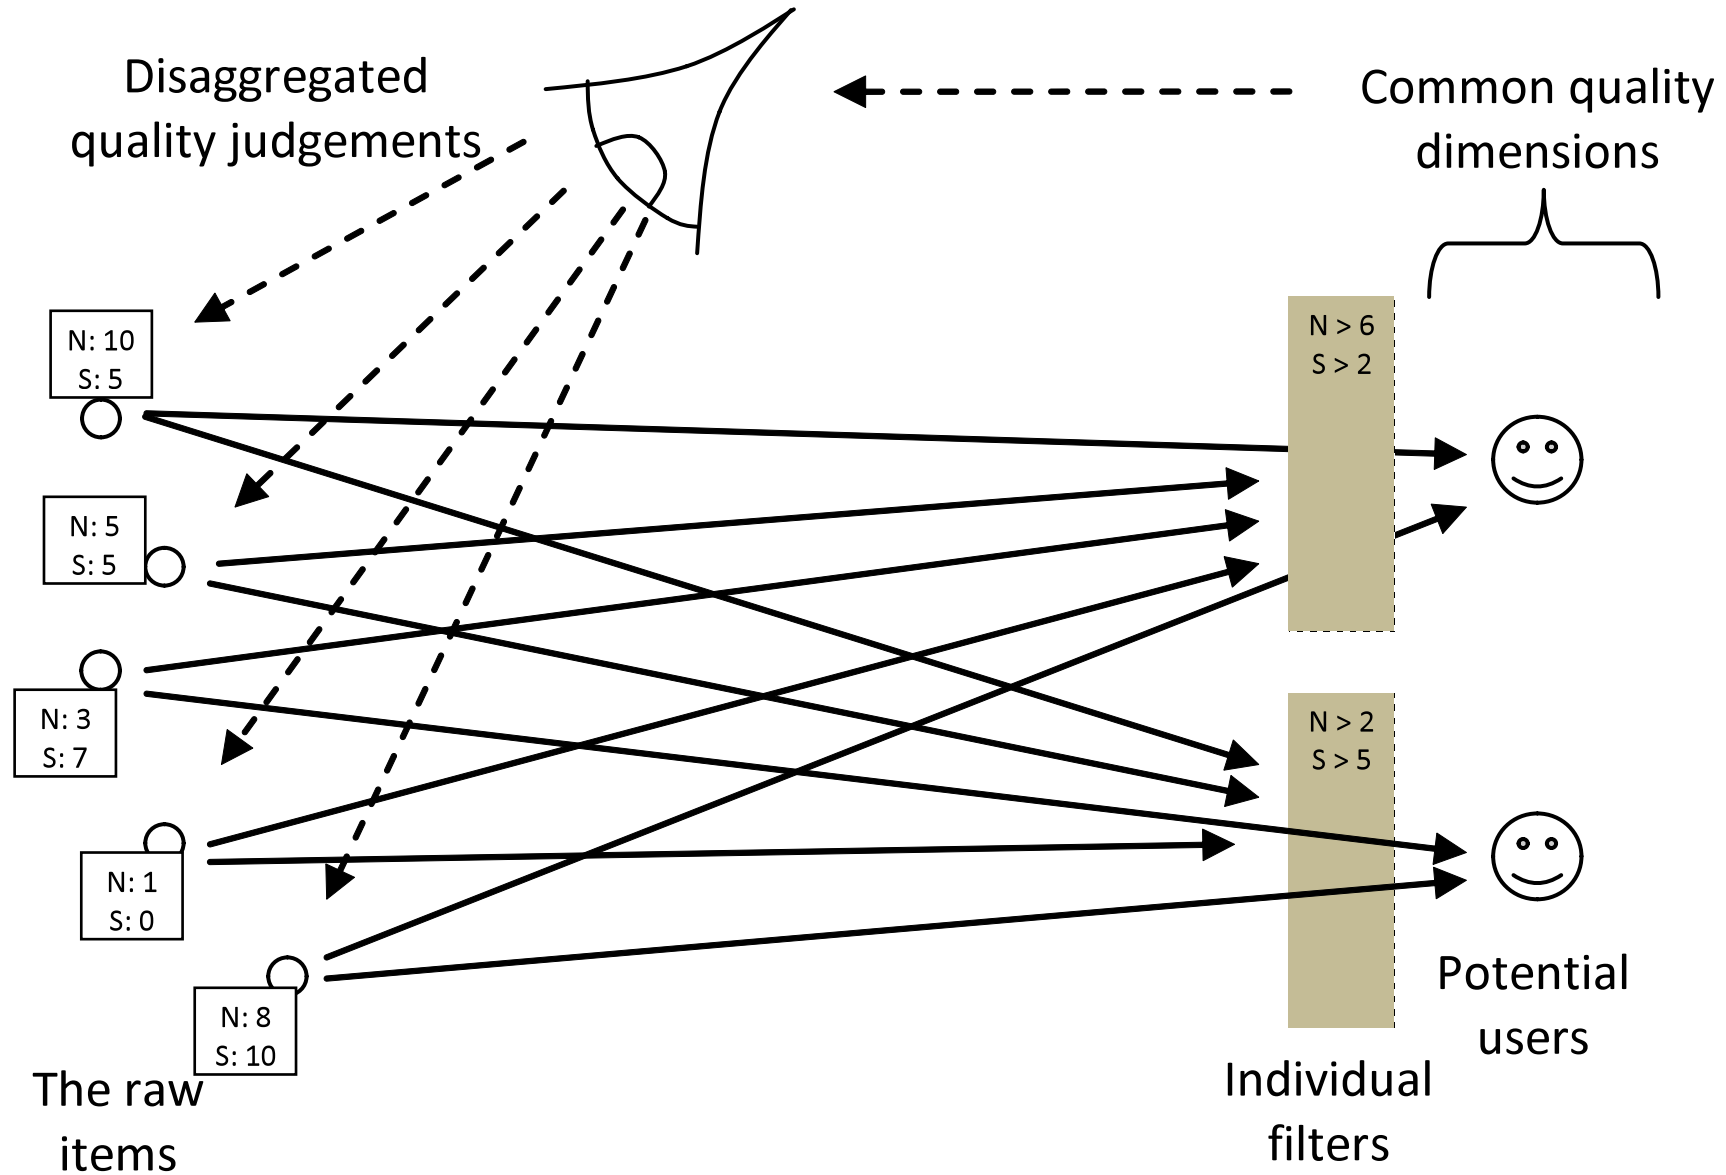 Disaggregated
quality judgements
Common quality
dimensions
N: 10
S: 5
N: 5
S: 5
N: 3
S: 7
N: 1
S: 0
N: 8
S: 10
The raw
items
N > 6
S > 2
N > 2
S > 5
Individual
filters
Potential
users